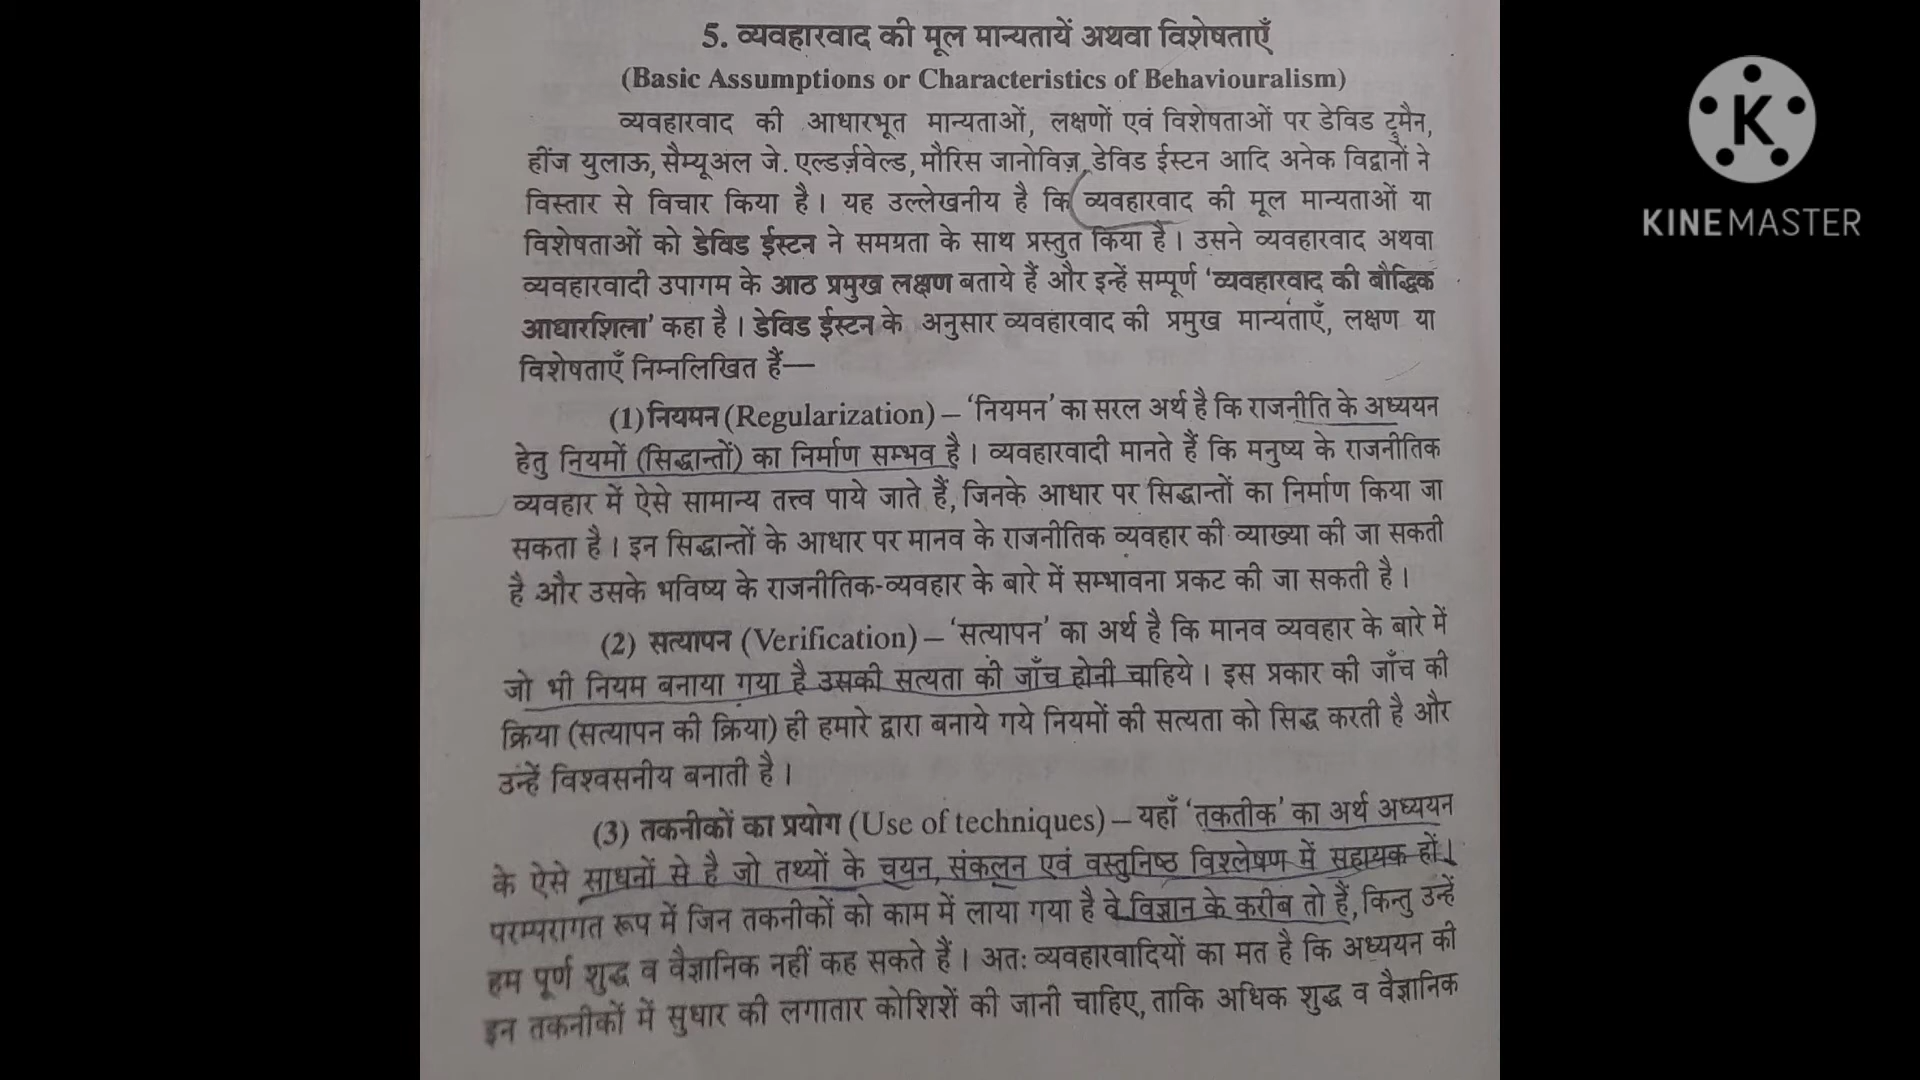 5. व्यवहारवाद की मूल मान्यतायें अथवा विशेषताएँ
(Basic Assumptions or Characteristics of Behaviouralism)
व्यवहारवाद की आधारभूत मान्यताओं, लक्षणों एवं विशेषताओं पर डेविड ट्रुमैन,
हींज युलाऊ, सैम्यूअल जे. एल्डर्ज़वेल्ड, मौरिस जानोविज़, डेविड ईस्टन आदि अनेक विद्वानों ने
विस्तार से विचार किया है। यह उल्लेखनीय है कि व्यवहारवाद की मूल मान्यताओं या
विशेषताओं को डेविड ईस्टन ने समग्रता के साथ प्रस्तुत किया है। उसने व्यवहारवाद अथवा
व्यवहारवादी उपागम के आठ प्रमुख लक्षण बताये हैं और इन्हें सम्पूर्ण 'व्यवहारवाद की बौद्धिक
आधारशिला' कहा है। डेविड ईस्टन के अनुसार व्यवहारवाद की प्रमुख मान्यताएँ, लक्षण या
विशेषताएँ निम्नलिखित हैं—
(1) नियमन (Regularization) – 'नियमन' का सरल अर्थ है कि राजनीति के अध्ययन
हेतु नियमों (सिद्धान्तों) का निर्माण सम्भव है। व्यवहारवादी मानते हैं कि मनुष्य के राजनीतिक
व्यवहार में ऐसे सामान्य तत्त्व पाये जाते हैं, जिनके आधार पर सिद्धान्तों का निर्माण किया जा
सकता है। इन सिद्धान्तों के आधार पर मानव के राजनीतिक व्यवहार की व्याख्या की जा सकती
है और उसके भविष्य के राजनीतिक-व्यवहार के बारे में सम्भावना प्रकट की जा सकती है।
(2) सत्यापन (Verification) – 'सत्यापन' का अर्थ है कि मानव व्यवहार के बारे में
जो भी नियम बनाया गया है उसकी सत्यता की जाँच होनी चाहिये। इस प्रकार की जाँच की
क्रिया (सत्यापन की क्रिया) ही हमारे द्वारा बनाये गये नियमों की सत्यता को सिद्ध करती है और
उन्हें विश्वसनीय बनाती है।
(3) तकनीकों का प्रयोग (Use of techniques) – यहाँ 'तकतीक' का अर्थ अध्ययन
के ऐसे साधनों से है जो तथ्यों के चयन, संकलन एवं वस्तुनिष्ठ विश्लेषण में सहायक हों।
परम्परागत रूप में जिन तकनीकों को काम में लाया गया है वे विज्ञान के करीब तो हैं, किन्तु उन्हें
हम पूर्ण शुद्ध व वैज्ञानिक नहीं कह सकते हैं। अतः व्यवहारवादियों का मत है कि अध्ययन की
इन तकनीकों में सुधार की लगातार कोशिशें की जानी चाहिए, ताकि अधिक शुद्ध व वैज्ञानिक
K
KINEMASTER